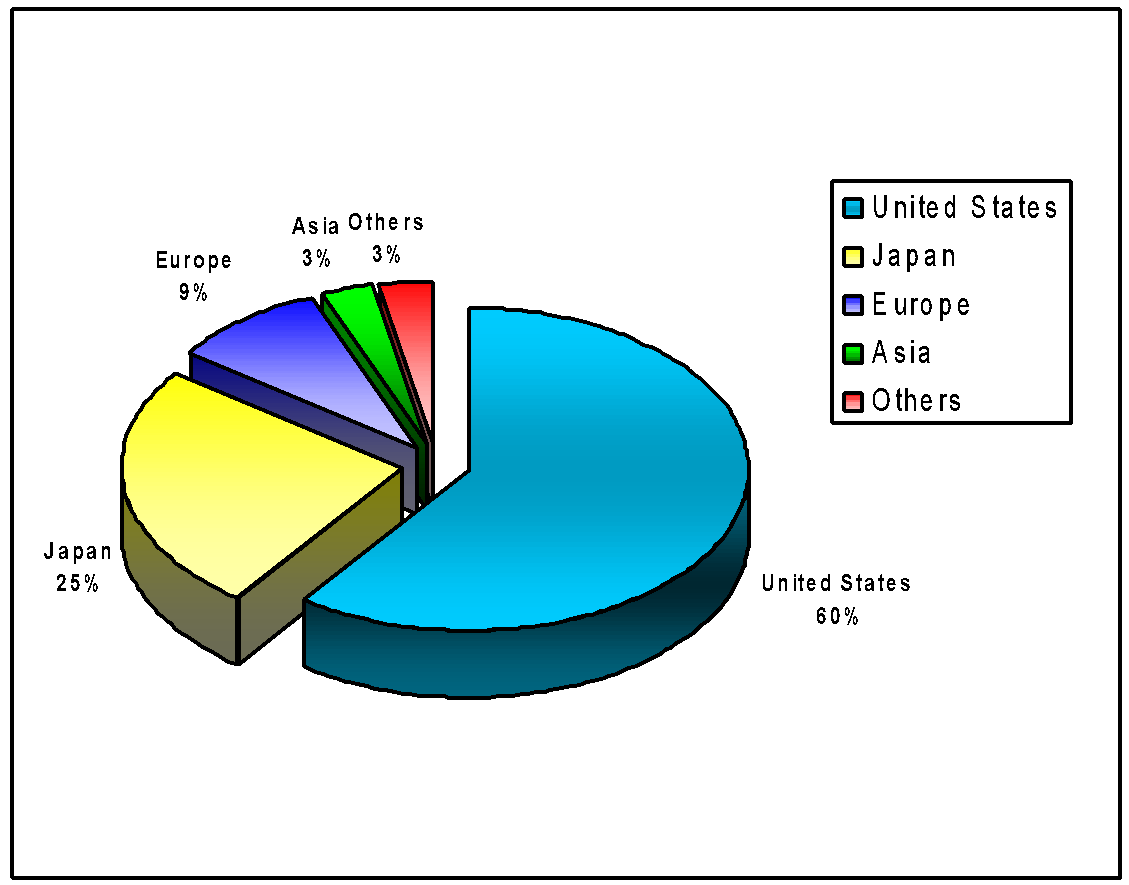 Asia
3%
Others
3%
Europe
9%
Japan
25%
United States
60%
United States
Japan
Europe
Asia
Others